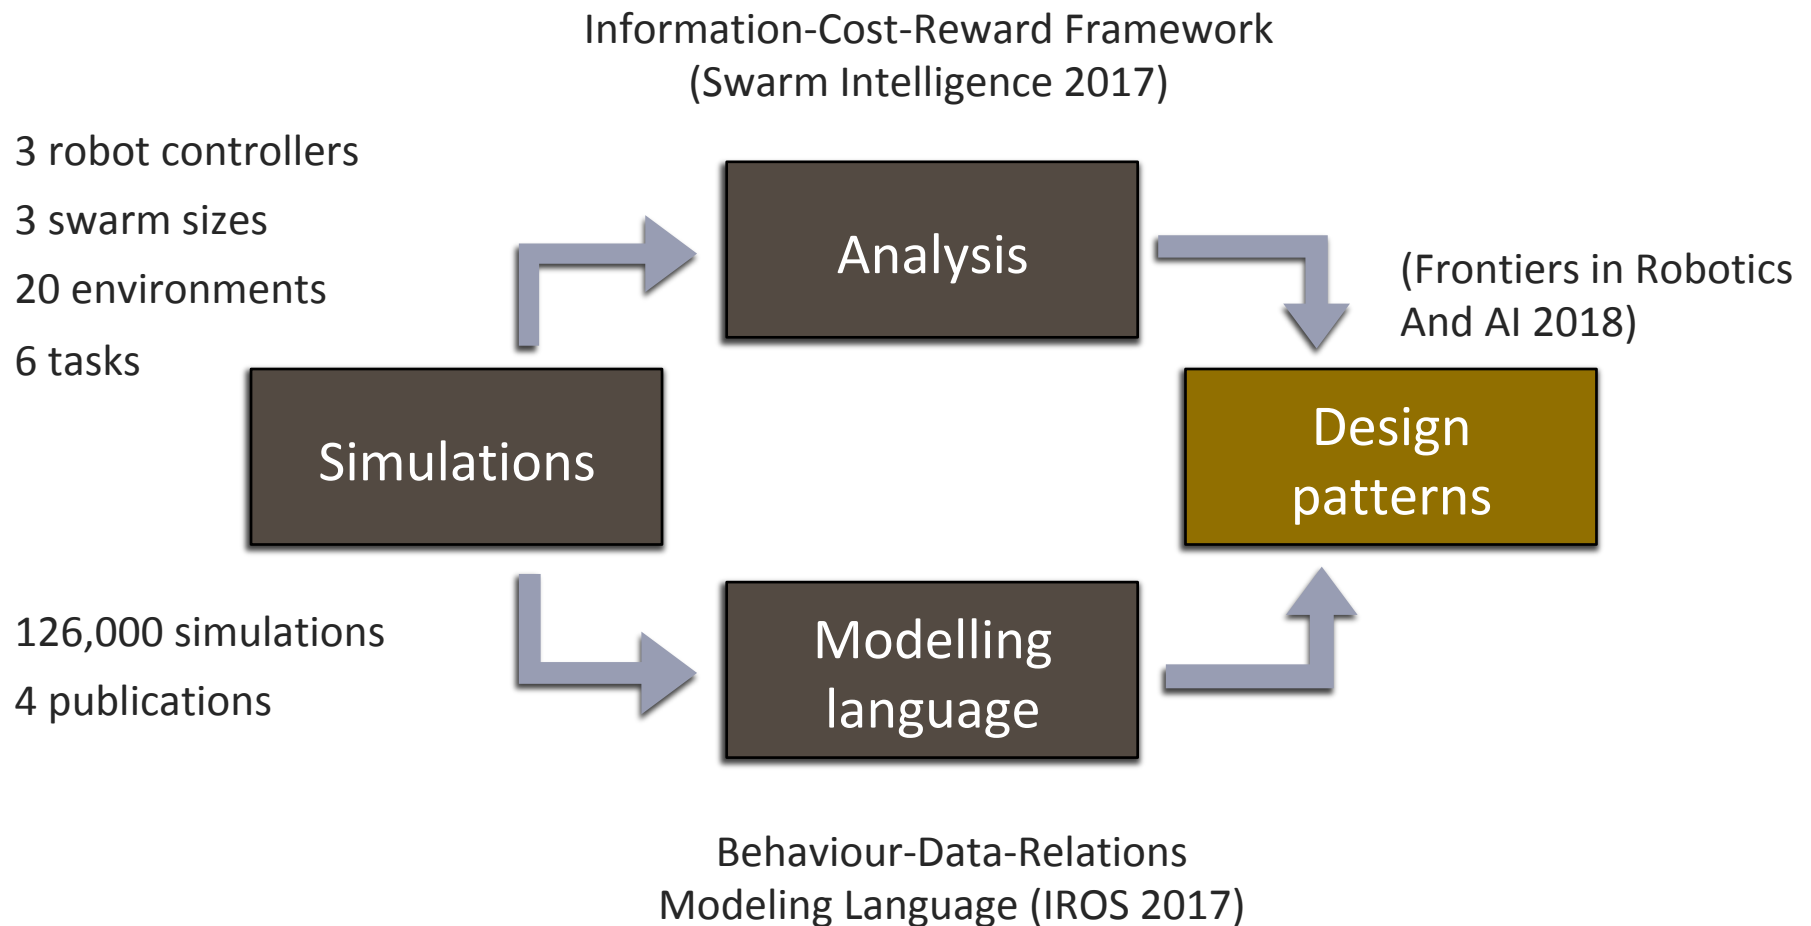 Information-Cost-Reward Framework
(Swarm Intelligence 2017)
3 robot controllers
3 swarm sizes
20 environments
6 tasks
Analysis
(Frontiers in Robotics
And AI 2018)
Simulations
Design
patterns
126,000 simulations
4 publications
Modelling
language
Behaviour-Data-Relations
Modeling Language (IROS 2017)